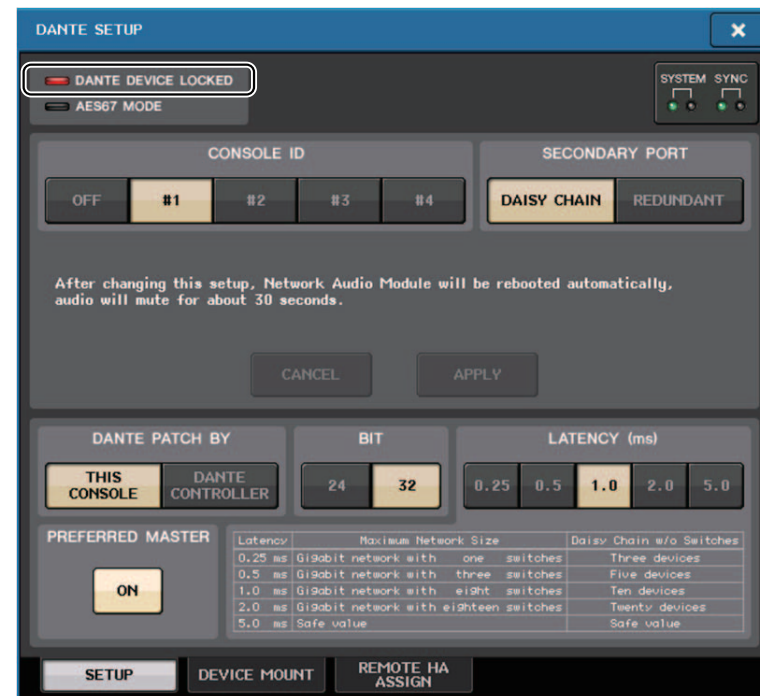 DANTE SETUP
DANTE DEVICE LOCKED
AES67 MODE
SYSTEM SYNC
CONSOLE ID
OFF #1 #2 #3 #4
SECONDARY PORT
DAISY CHAIN REDUNDANT
After changing this setup, Network Audio Module will be rebooted automatically,
audio will mute for about 30 seconds.
CANCEL APPLY
DANTE PATCH BY
THIS
CONSOLE
DANTE
CONTROLLER
BIT
24 32
LATENCY (ms)
0.25 0.5 1.0 2.0 5.0
PREFERRED MASTER
ON
Latency Maximum Network Size Daisy Chain w/o Switches
0.25 ms Gigabit network with one switches Three devices
0.5 ms Gigabit network with three switches Five devices
1.0 ms Gigabit network with eight switches Ten devices
2.0 ms Gigabit network with eighteen switches Twenty devices
5.0 ms Safe value Safe value
SETUP
DEVICE MOUNT
REMOTE HA
ASSIGN